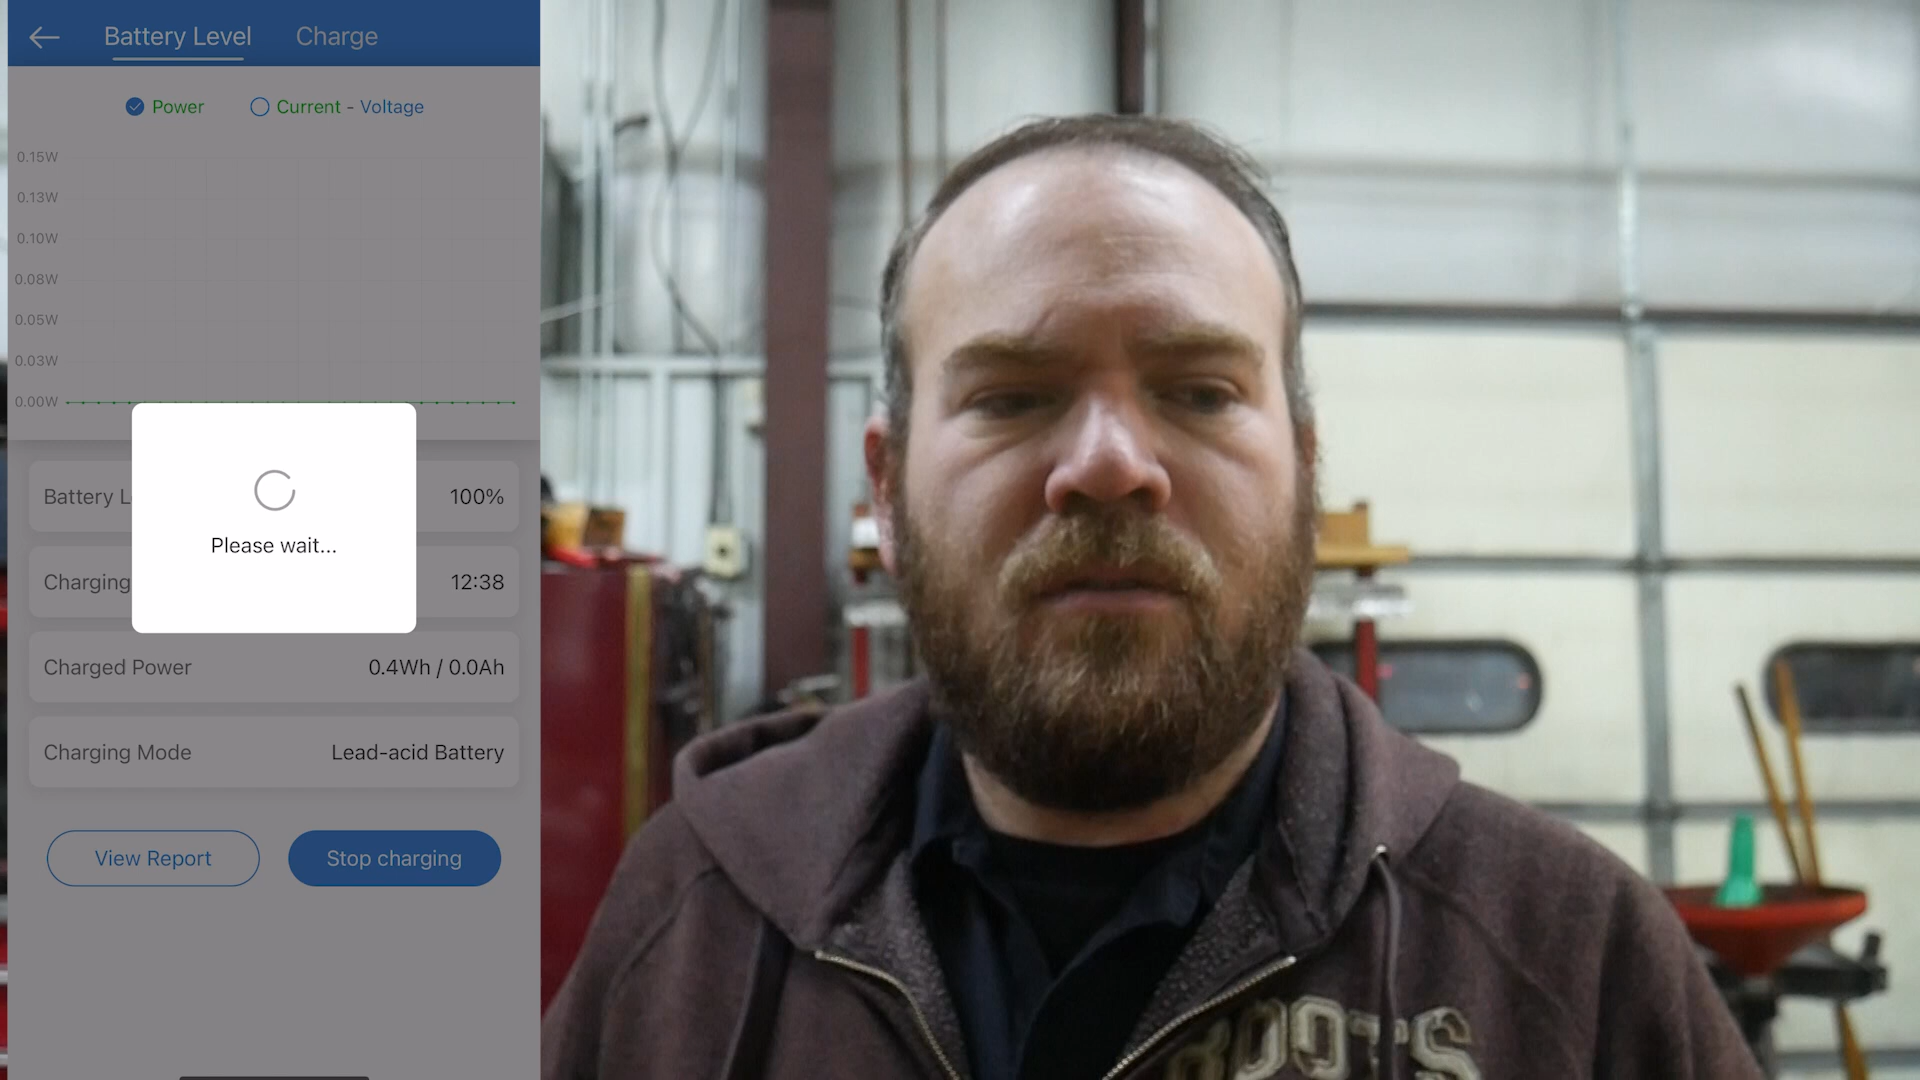 Battery Level Charge
Power Current - Voltage
0.15W
0.13W
0.10W
0.08W
0.05W
0.03W
0.00W
Please wait...
Battery L 100%
Charging 12:38
Charged Power 0.4Wh / 0.0Ah
Charging Mode Lead-acid Battery
View Report Stop charging
ROOTS